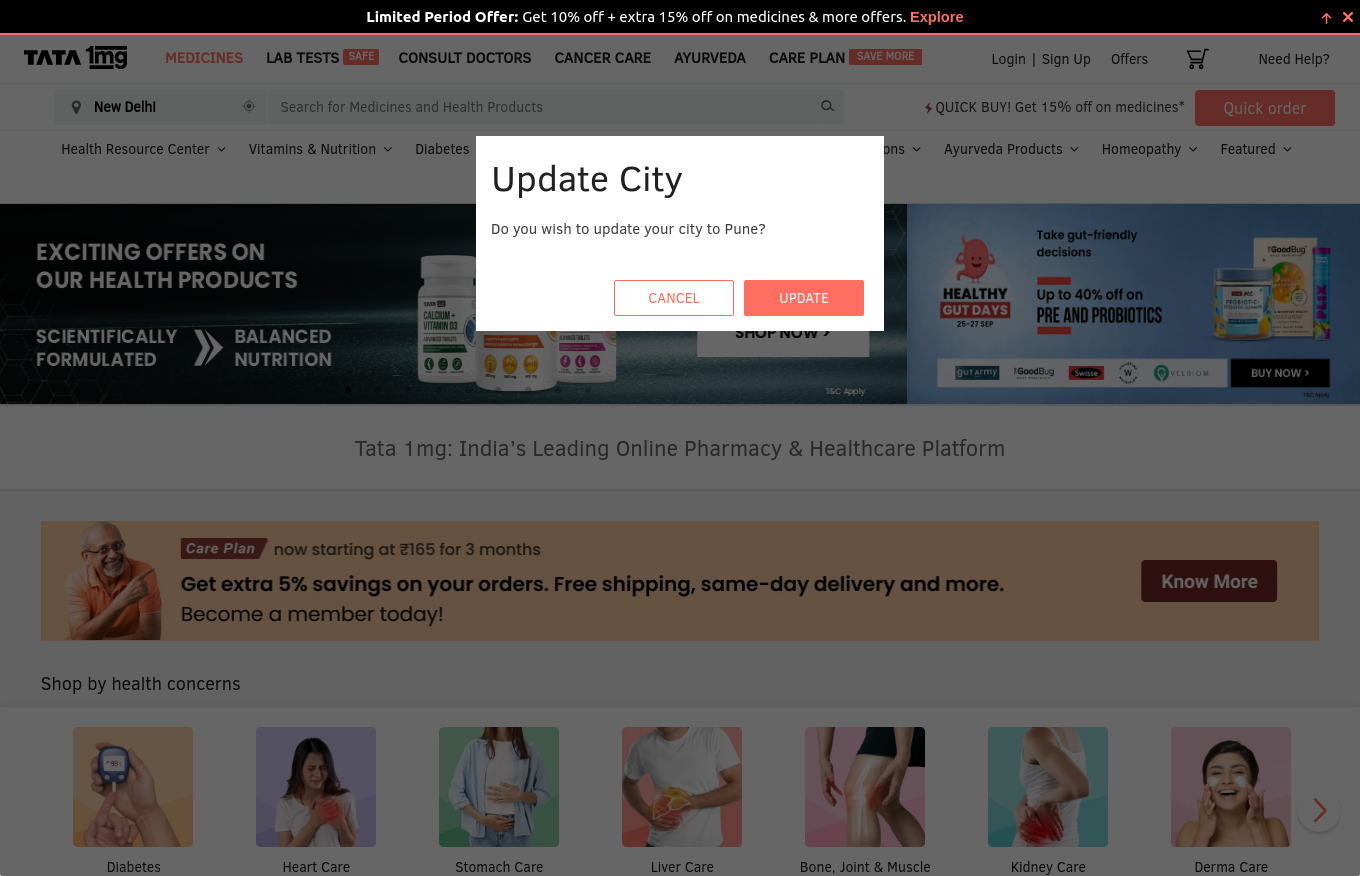 Limited Period Offer: Get 10% off + extra 15% off on medicines & more offers. Explore
TATA 1mg
MEDICINES LAB TESTS SAFE CONSULT DOCTORS CANCER CARE AYURVEDA CARE PLAN SAVE MORE
Login | Sign Up Offers Need Help?
New Delhi
Search for Medicines and Health Products
QUICK BUY! Get 15% off on medicines*
Quick order
Health Resource Center Vitamins & Nutrition Diabetes ons Ayurveda Products Homeopathy Featured
Update City
Do you wish to update your city to Pune?
CANCEL UPDATE
EXCITING OFFERS ON
OUR HEALTH PRODUCTS
SCIENTIFICALLY
FORMULATED
BALANCED
NUTRITION
CALCIUM +
VITAMIN D3
SHOP NOW >
T&C Apply
HEALTHY
GUT DAYS
25-27 SEP
Take gut-friendly
decisions
Up to 40% off on
PRE AND PROBIOTICS
GoodBug
PROBIOTIC+
PLIX
gut army
theGoodBug
Swisse
W
BUY NOW >
T&C Apply
Tata 1mg: India’s Leading Online Pharmacy & Healthcare Platform
Care Plan now starting at ₹165 for 3 months
Get extra 5% savings on your orders. Free shipping, same-day delivery and more.
Become a member today!
Know More
Shop by health concerns
Diabetes
Heart Care
Stomach Care
Liver Care
Bone, Joint & Muscle
Kidney Care
Derma Care